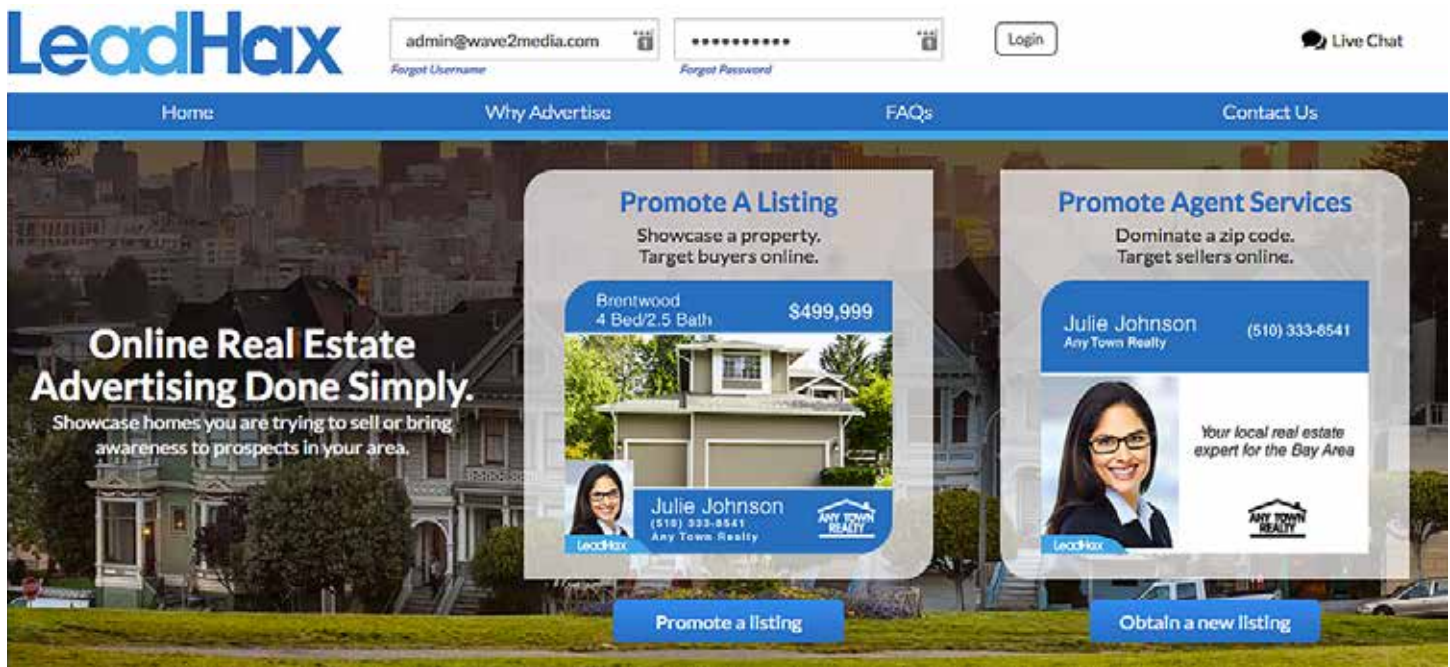 LeadHax
admin@wave2media.com
••••••••••
Login
Live Chat
Forgot Username
Forgot Password
Home
Why Advertise
FAQs
Contact Us
Online Real Estate
Advertising Done Simply.
Showcase homes you are trying to sell or bring
awareness to prospects in your area.
Promote A Listing
Showcase a property.
Target buyers online.
Brentwood
4 Bed/2.5 Bath
$499,999
Julie Johnson
(510) 333-8541
Any Town Realty
ANY TOWN
REALTY
LeadHax
Promote a listing
Promote Agent Services
Dominate a zip code.
Target sellers online.
Julie Johnson
Any Town Realty
(510) 333-8541
Your local real estate
expert for the Bay Area
ANY TOWN
REALTY
LeadHax
Obtain a new listing